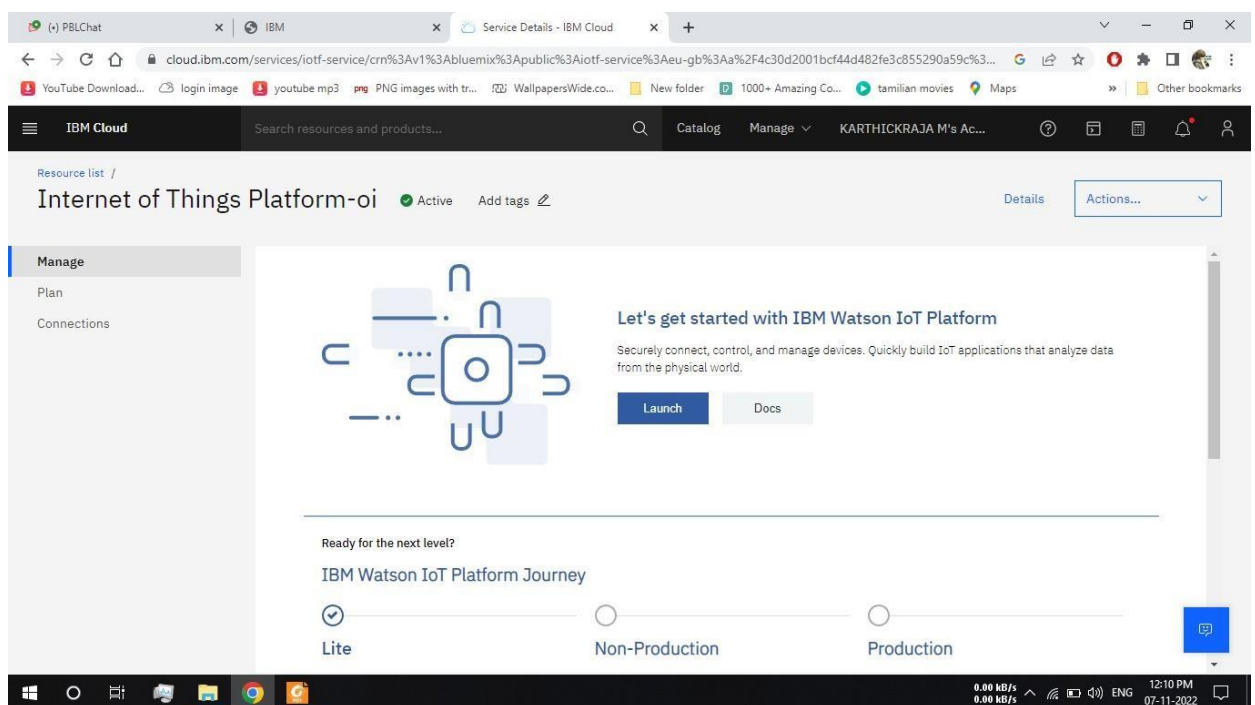 (•) PBLChat
IBM
Service Details - IBM Cloud
cloud.ibm.com/services/iotf-service/crn%3Av1%3Abluemix%3Apublic%3Aiotf-service%3Aeu-gb%3Aa%2F4c30d2001bcf44d482fe3c855290a59c%3...
YouTube Download... login image youtube mp3 png PNG images with tr... WallpapersWide.co... New folder 1000+ Amazing Co... tamilian movies Maps » Other bookmarks
IBM Cloud Search resources and products... Catalog Manage KARTHICKRAJA M's Ac...
Resource list /
Internet of Things Platform-oi Active Add tags Details Actions...
Manage
Plan
Connections
Let's get started with IBM Watson IoT Platform
Securely connect, control, and manage devices. Quickly build IoT applications that analyze data
from the physical world.
Launch Docs
Ready for the next level?
IBM Watson IoT Platform Journey
Lite Non-Production Production
0.00 kB/s
0.00 kB/s
ENG
12:10 PM
07-11-2022